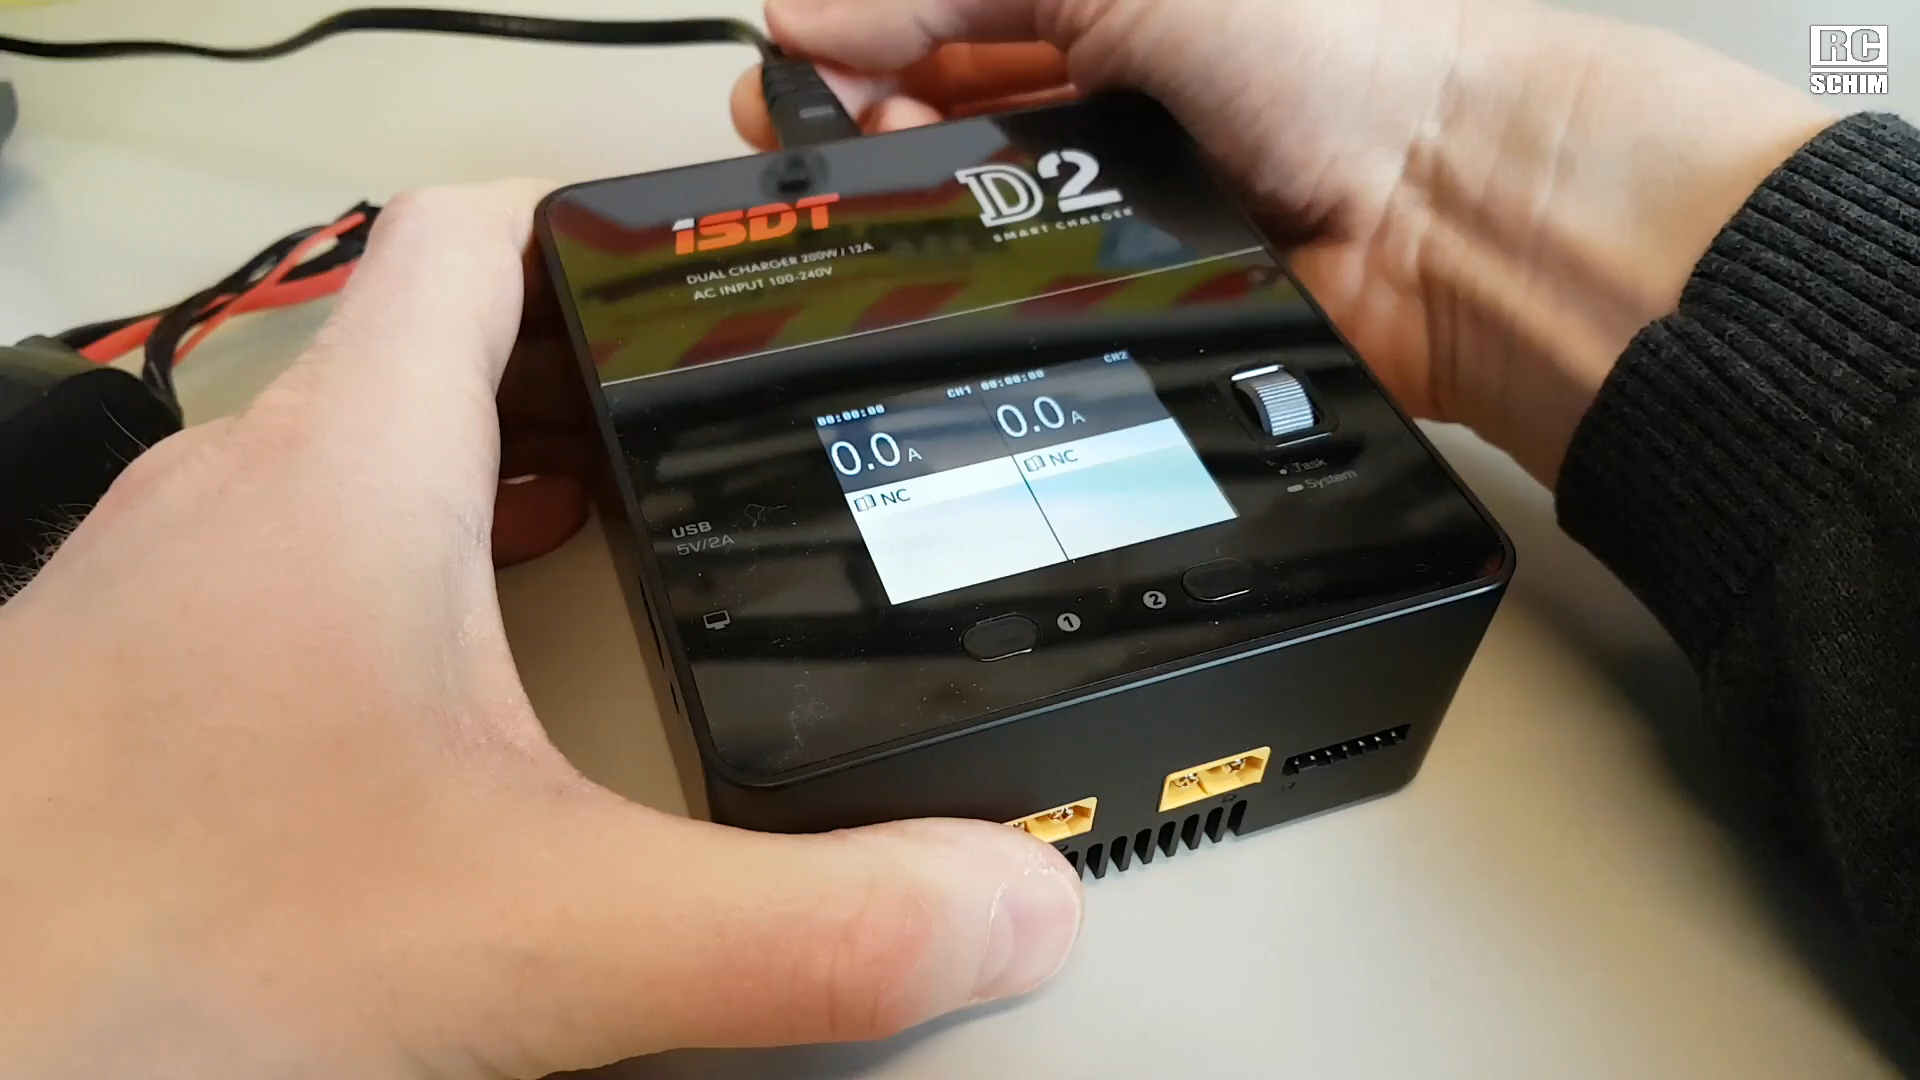 RC
SCHIM
iSDT
D2
SMART CHARGER
DUAL CHARGER 200W / 12A
AC INPUT 100-240V
00:00:00 CH1
00:00:00 CH2
0.0A
0.0A
NC
NC
Task
System
USB
5V/2A
1
2